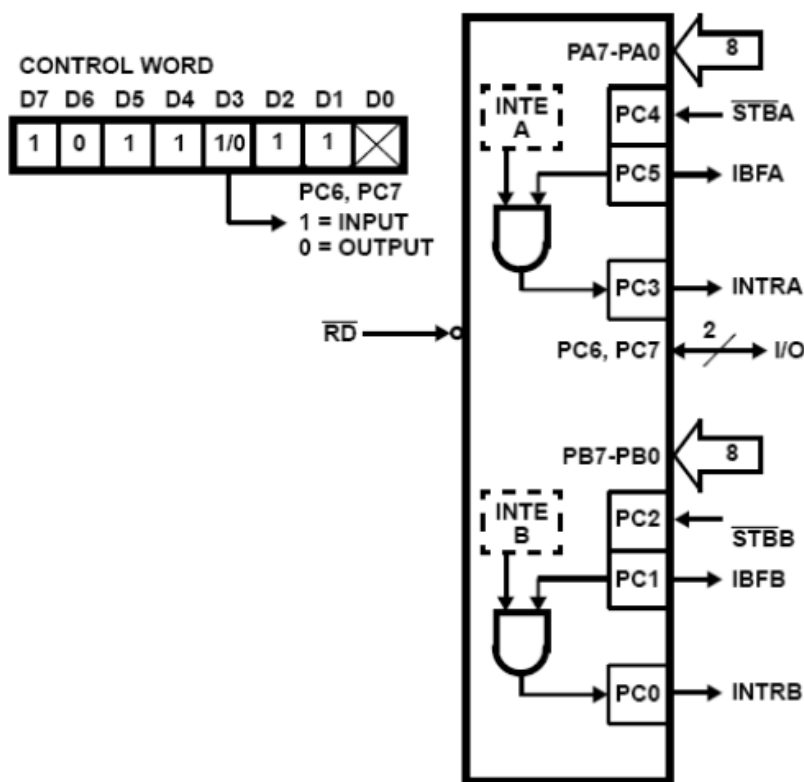 CONTROL WORD
D7 D6 D5 D4 D3 D2 D1 D0
1 0 1 1 1/0 1 1
PC6, PC7
1 = INPUT
0 = OUTPUT
RD
PA7-PA0
8
INTE
A
PC4
STBA
PC5
IBFA
PC3
INTRA
PC6, PC7
2
I/O
PB7-PB0
8
INTE
B
PC2
STBB
PC1
IBFB
PC0
INTRB